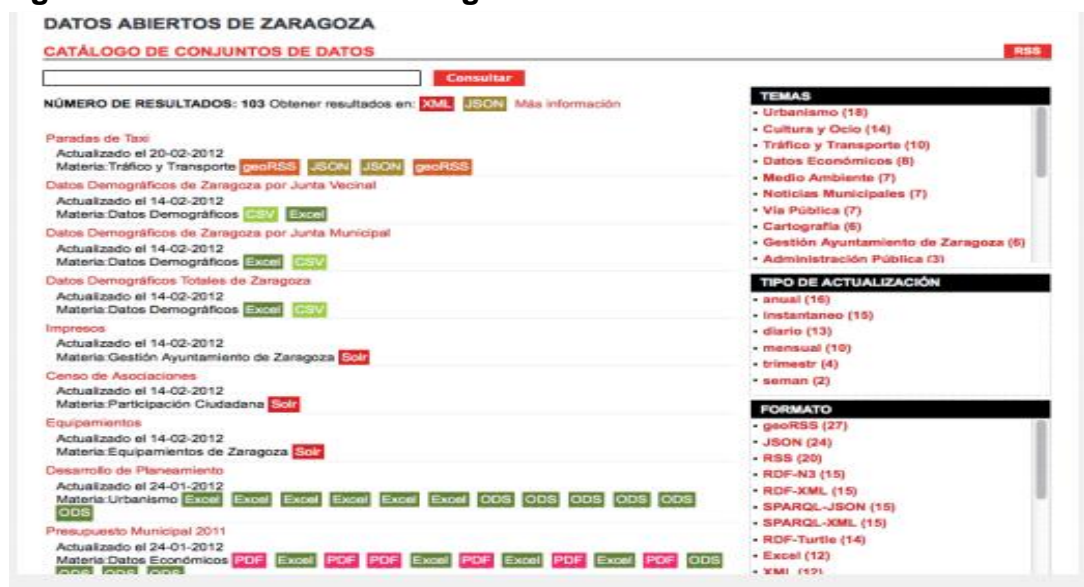 DATOS ABIERTOS DE ZARAGOZA
CATÁLOGO DE CONJUNTOS DE DATOS
RSS
Consultar
NÚMERO DE RESULTADOS: 103 Obtener resultados en: XML JSON Más información
Paradas de Taxi
Actualizado el 20-02-2012
Materia:Tráfico y Transporte geoRSS JSON JSON geoRSS
Datos Demográficos de Zaragoza por Junta Vecinal
Actualizado el 14-02-2012
Materia:Datos Demográficos CSV Excel
Datos Demográficos de Zaragoza por Junta Municipal
Actualizado el 14-02-2012
Materia:Datos Demográficos Excel CSV
Datos Demográficos Totales de Zaragoza
Actualizado el 14-02-2012
Materia:Datos Demográficos Excel CSV
Impresos
Actualizado el 14-02-2012
Materia:Gestión Ayuntamiento de Zaragoza Solr
Censo de Asociaciones
Actualizado el 14-02-2012
Materia:Participación Ciudadana Solr
Equipamientos
Actualizado el 14-02-2012
Materia:Equipamientos de Zaragoza Solr
Desarrollo de Planeamiento
Actualizado el 24-01-2012
Materia:Urbanismo Excel Excel Excel Excel Excel Excel ODS ODS ODS ODS ODS
ODS
Presupuesto Municipal 2011
Actualizado el 24-01-2012
Materia:Datos Económicos PDF Excel PDF PDF Excel PDF Excel PDF Excel PDF ODS
ODS ODS ODS
TEMAS
- Urbanismo (18)
- Cultura y Ocio (14)
- Tráfico y Transporte (10)
- Datos Económicos (8)
- Medio Ambiente (7)
- Noticias Municipales (7)
- Vía Pública (7)
- Cartografía (6)
- Gestión Ayuntamiento de Zaragoza (6)
- Administración Pública (3)
TIPO DE ACTUALIZACIÓN
- anual (16)
- instantaneo (15)
- diario (13)
- mensual (10)
- trimestr (4)
- seman (2)
FORMATO
- geoRSS (27)
- JSON (24)
- RSS (20)
- RDF-N3 (15)
- RDF-XML (15)
- SPARQL-JSON (15)
- SPARQL-XML (15)
- RDF-Turtle (14)
- Excel (12)
- XML (12)